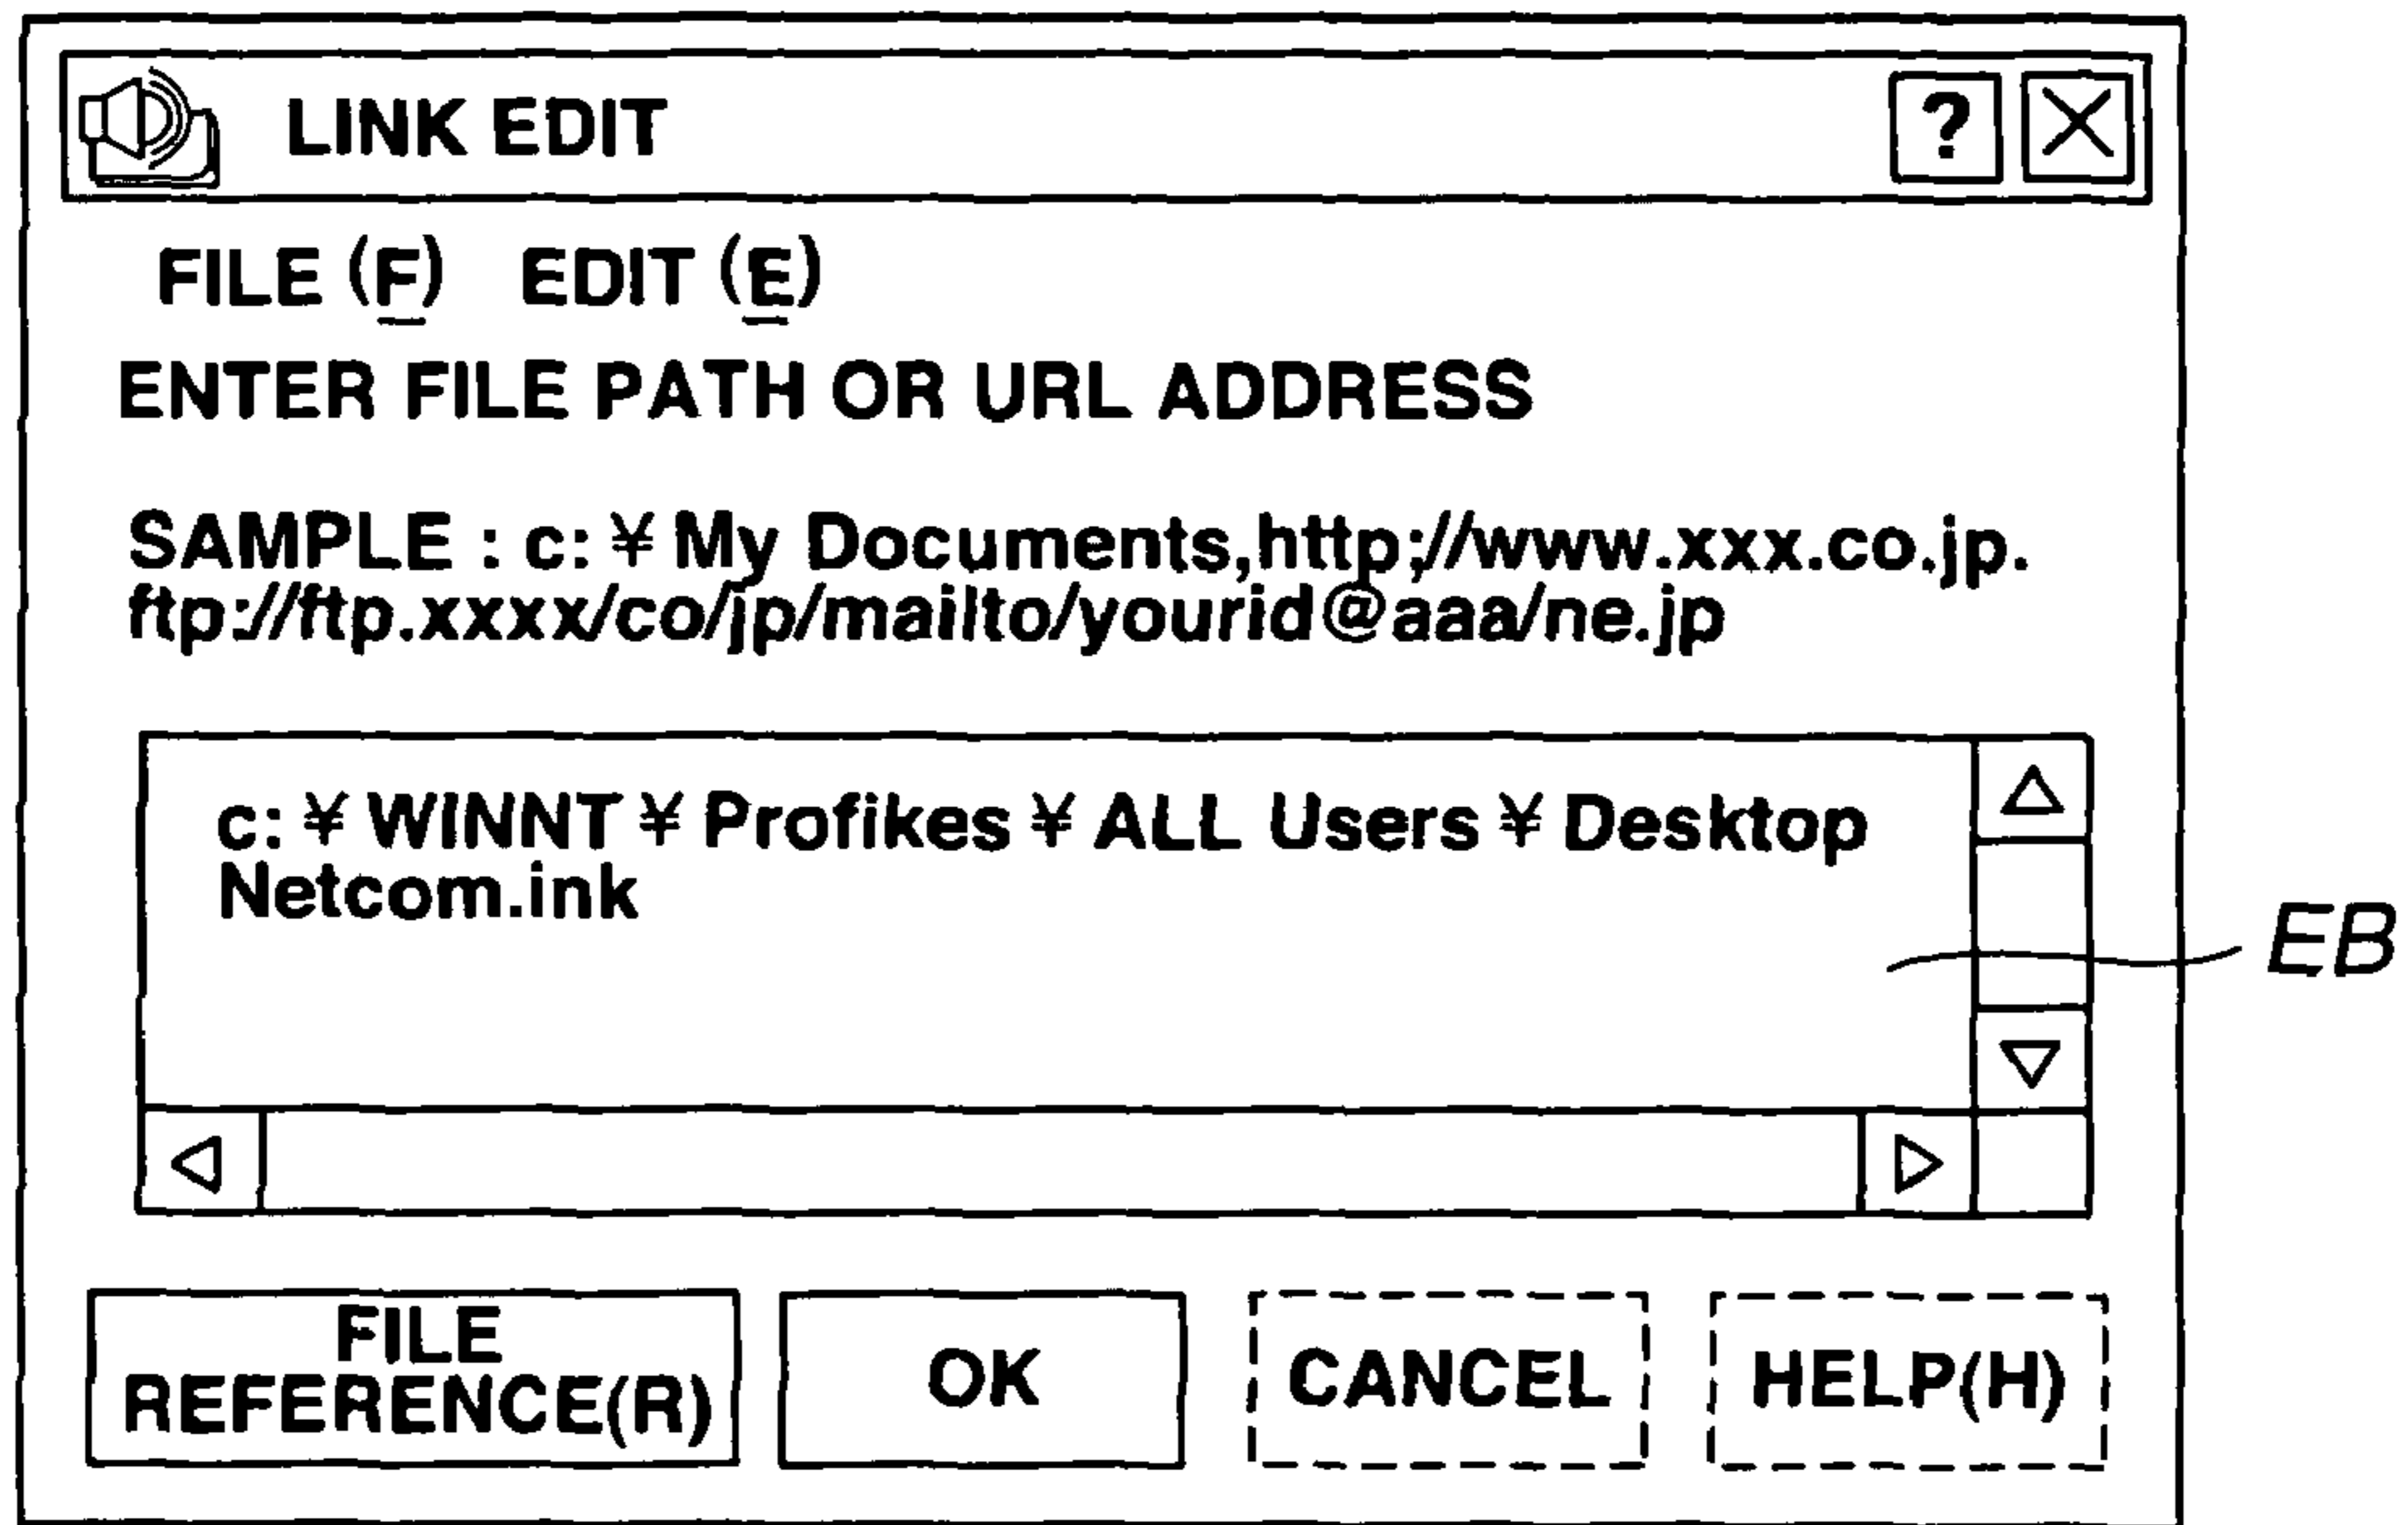 LINK EDIT ?
FILE (F) EDIT (E)
ENTER FILE PATH OR URL ADDRESS
SAMPLE : c: ¥ My Documents,http;//www.xxx.co.jp.
ftp://ftp.xxxx/co/jp/mailto/yourid@aaa/ne.jp
c: ¥ WINNT ¥ Profikes ¥ ALL Users ¥ Desktop
Netcom.ink
EB
FILE
REFERENCE(R)
OK
CANCEL
HELP(H)